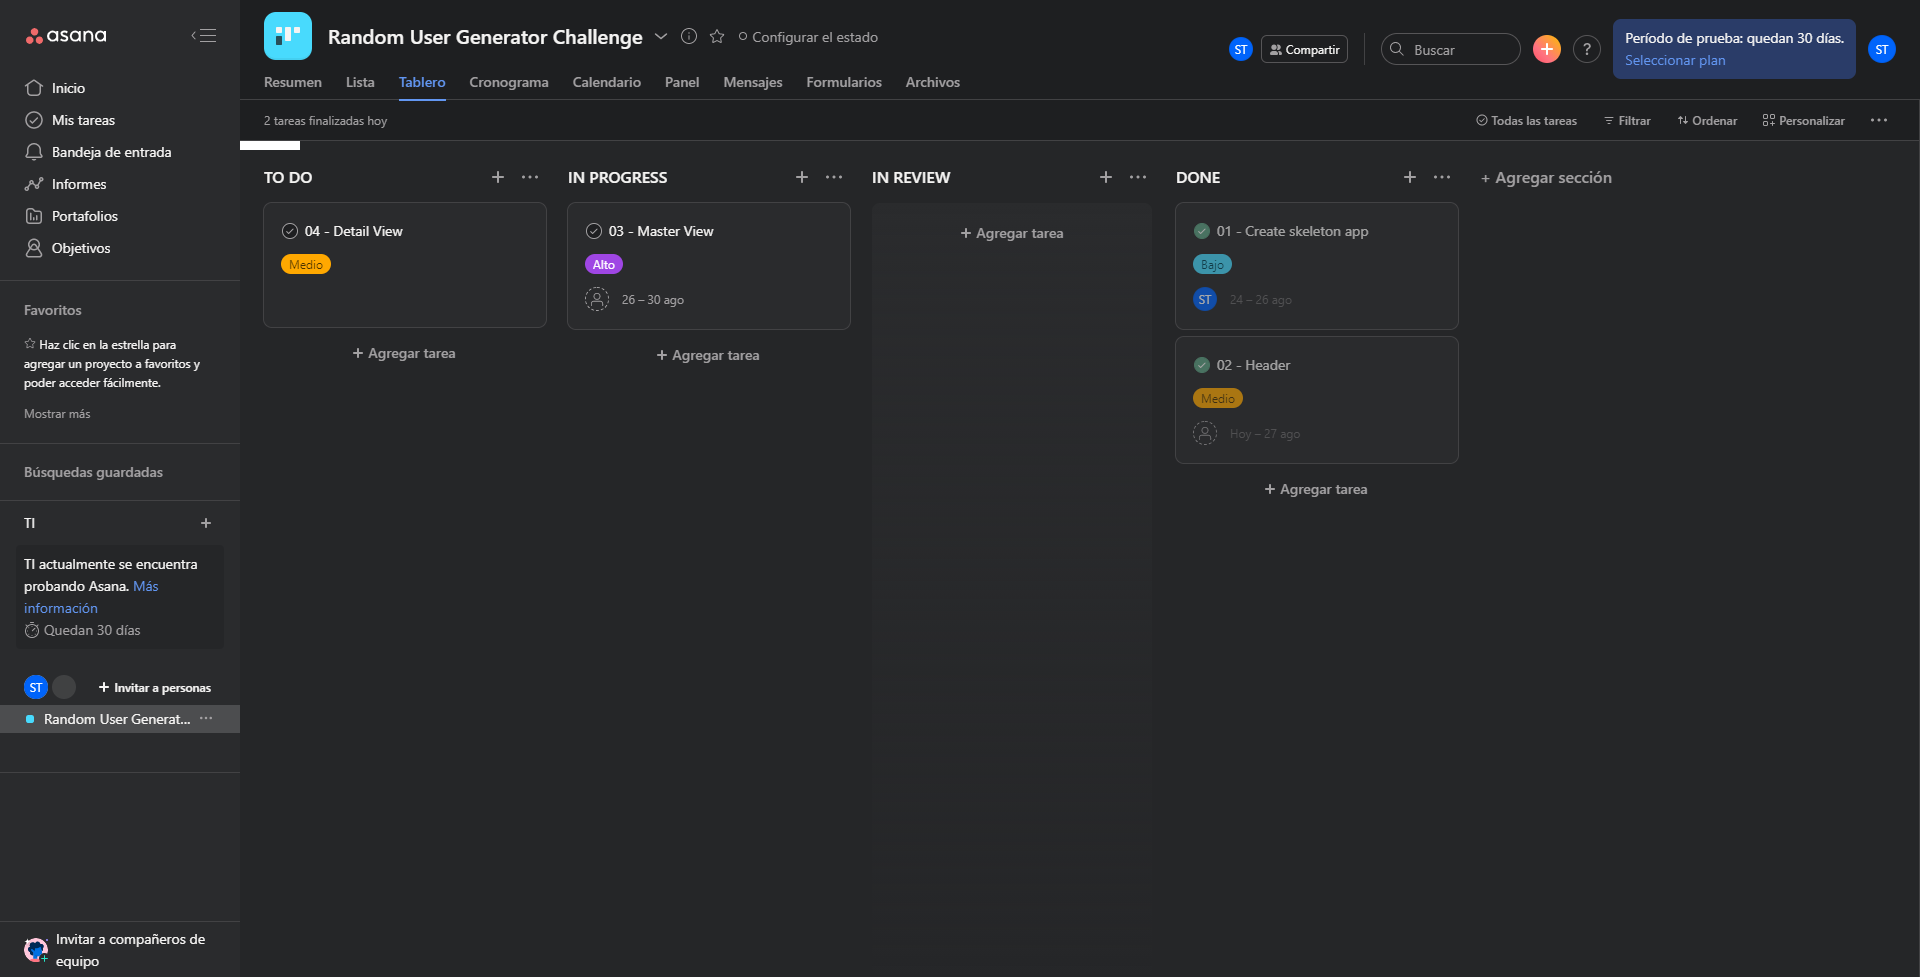 asana
Inicio
Mis tareas
Bandeja de entrada
Informes
Portafolios
Objetivos
Favoritos
Haz clic en la estrella para
agregar un proyecto a favoritos y
poder acceder fácilmente.
Mostrar más
Búsquedas guardadas
TI
TI actualmente se encuentra
probando Asana. Más
información
Quedan 30 días
ST
+ Invitar a personas
Random User Generat...
Invitar a compañeros de
equipo
Random User Generator Challenge
Configurar el estado
ST
Compartir
Buscar
?
Período de prueba: quedan 30 días.
Seleccionar plan
ST
Resumen
Lista
Tablero
Cronograma
Calendario
Panel
Mensajes
Formularios
Archivos
2 tareas finalizadas hoy
Todas las tareas
Filtrar
Ordenar
Personalizar
TO DO
04 - Detail View
Medio
+ Agregar tarea
IN PROGRESS
03 - Master View
Alto
26 – 30 ago
+ Agregar tarea
IN REVIEW
+ Agregar tarea
DONE
01 - Create skeleton app
Bajo
ST
24 – 26 ago
02 - Header
Medio
Hoy – 27 ago
+ Agregar tarea
+ Agregar sección